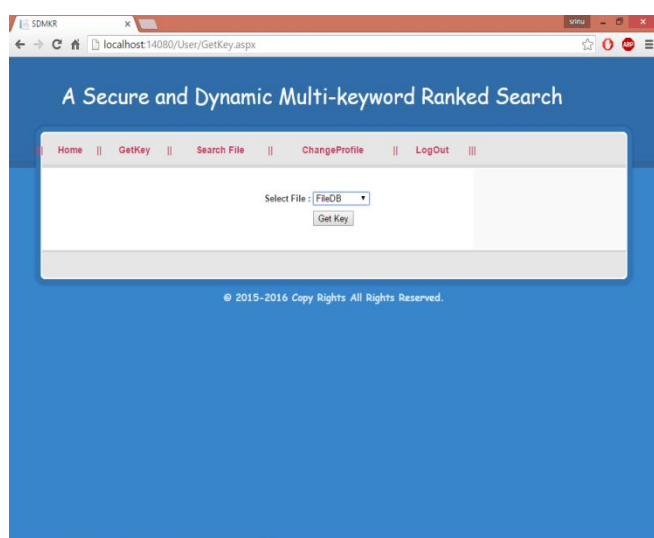 SDMKR
srinu
localhost:14080/User/GetKey.aspx
ABP
A Secure and Dynamic Multi-keyword Ranked Search
|| Home || GetKey || Search File || ChangeProfile || LogOut |||
Select File : FileDB
Get Key
© 2015-2016 Copy Rights All Rights Reserved.